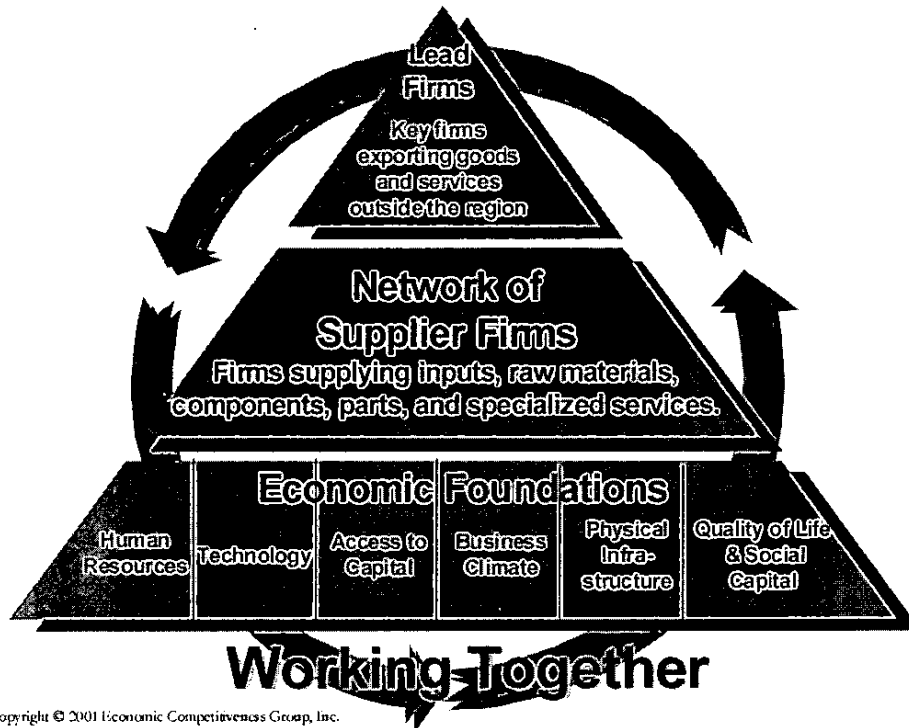 Lead
Firms
Key firms
exporting goods
and services
outside the region
Network of
Supplier Firms
Firms supplying inputs, raw materials,
components, parts, and specialized services.
Economic Foundations
Human
Resources
Technology
Access to
Capital
Business
Climate
Physical
Infra-
structure
Quality of Life
& Social
Capital
Working Together
opyright © 2001 Economic Competitiveness Group, Inc.